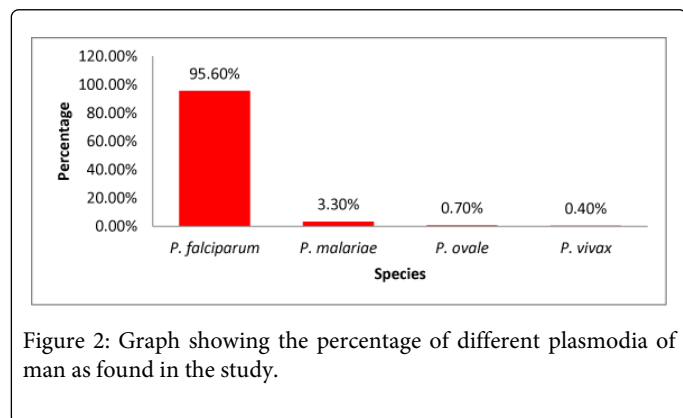 120.00%
100.00%
80.00%
60.00%
40.00%
20.00%
0.00%
Percentage
95.60%
3.30%
0.70%
0.40%
P. falciparum
P. malariae
P. ovale
P. vivax
Species
Figure 2: Graph showing the percentage of different plasmodia of
man as found in the study.